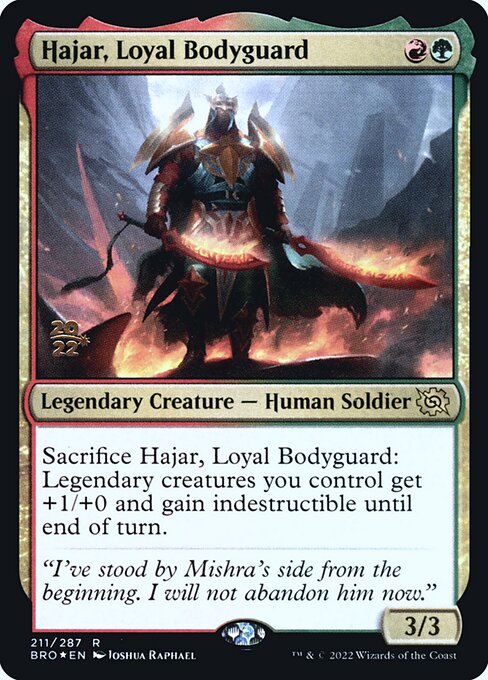 Hajar, Loyal Bodyguard
20
22
Legendary Creature — Human Soldier
Sacrifice Hajar, Loyal Bodyguard:
Legendary creatures you control get
+1/+0 and gain indestructible until
end of turn.
“I’ve stood by Mishra’s side from the
beginning. I will not abandon him now.”
3/3
211/287 R
BRO EN Joshua Raphael
™ & © 2022 Wizards of the Coast